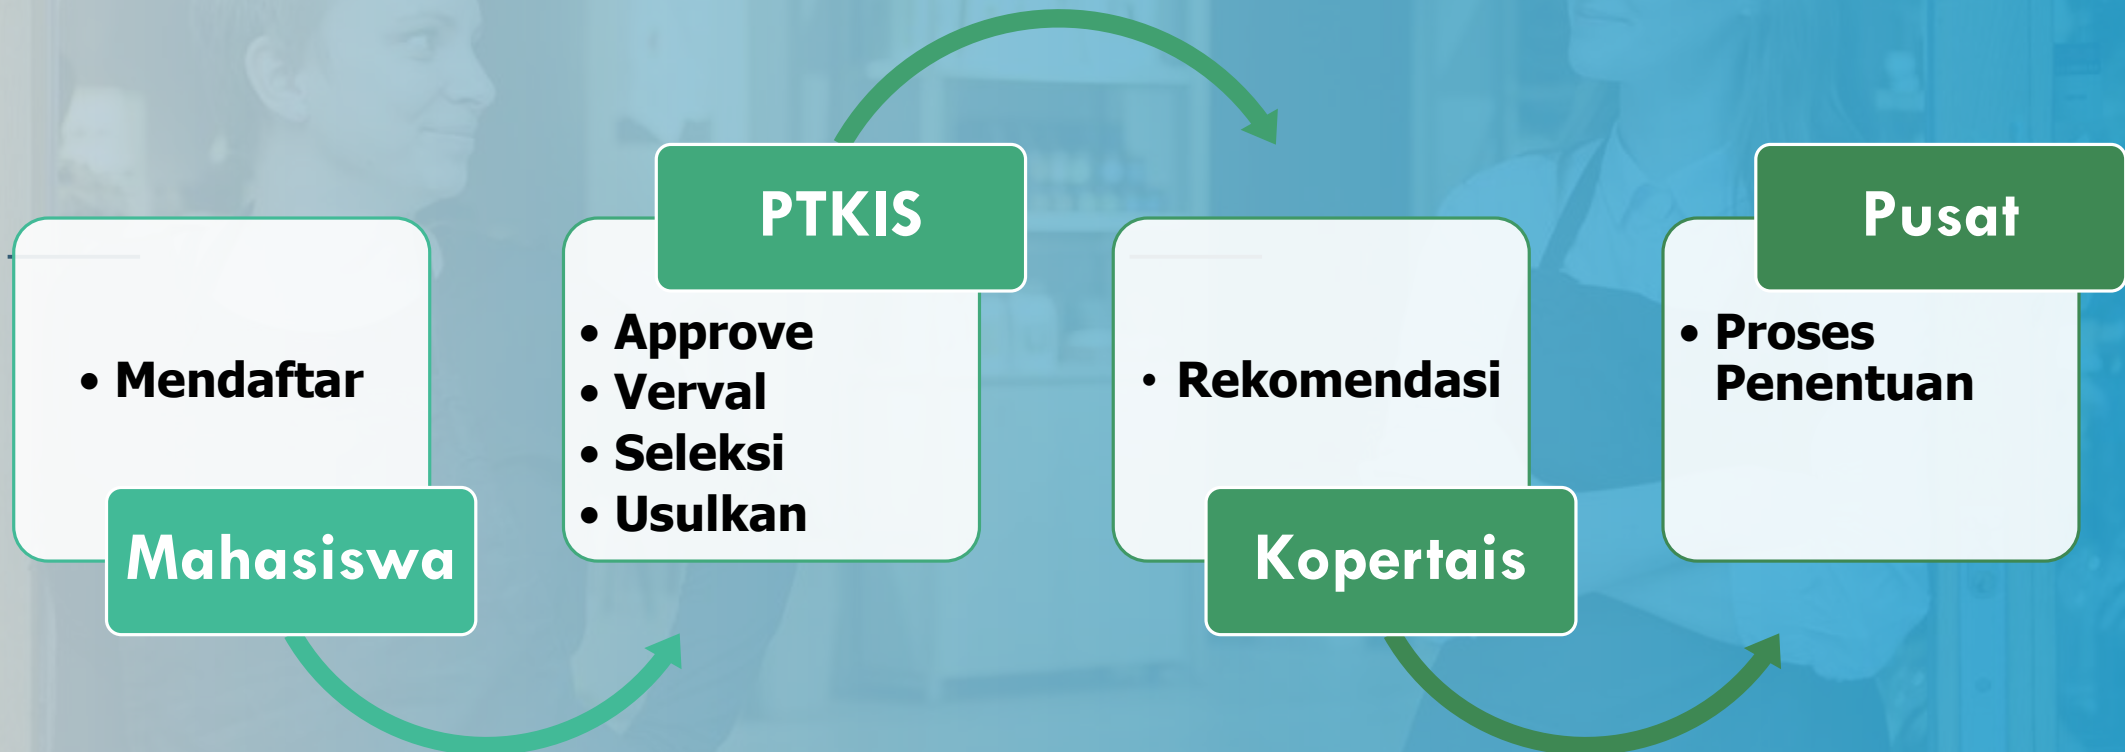 • Mendaftar
Mahasiswa
PTKIS
• Approve
• Verval
• Seleksi
• Usulkan
• Rekomendasi
Kopertais
Pusat
• Proses
Penentuan